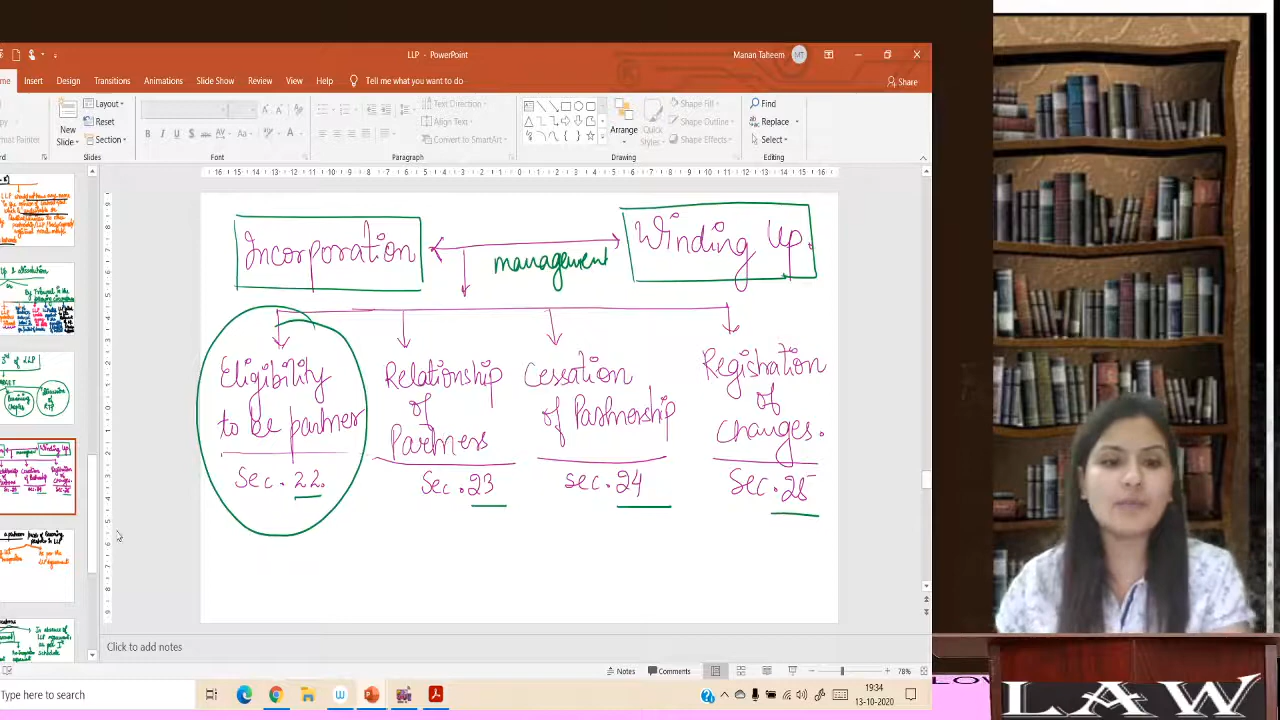 LLP - PowerPoint
Manan Taheem
MT
Insert
Design
Transitions
Animations
Slide Show
Review
View
Help
Tell me what you want to do
Share
New
Slide
Layout
Reset
Section
Slides
Font
Text Direction
Align Text
Convert to SmartArt
Paragraph
Arrange
Quick
Styles
Shape Fill
Shape Outline
Shape Effects
Drawing
Find
Replace
Select
Editing
Incorporation
management
Winding Up.
Eligibility
to be partner
Sec. 22.
Relationship
of
Partners
Sec. 23
Cessation
of Partnership
sec. 24
Registration
of
changes.
Sec. 25
Click to add notes
Notes
Comments
78%
Type here to search
19:34
13-10-2020
LAW